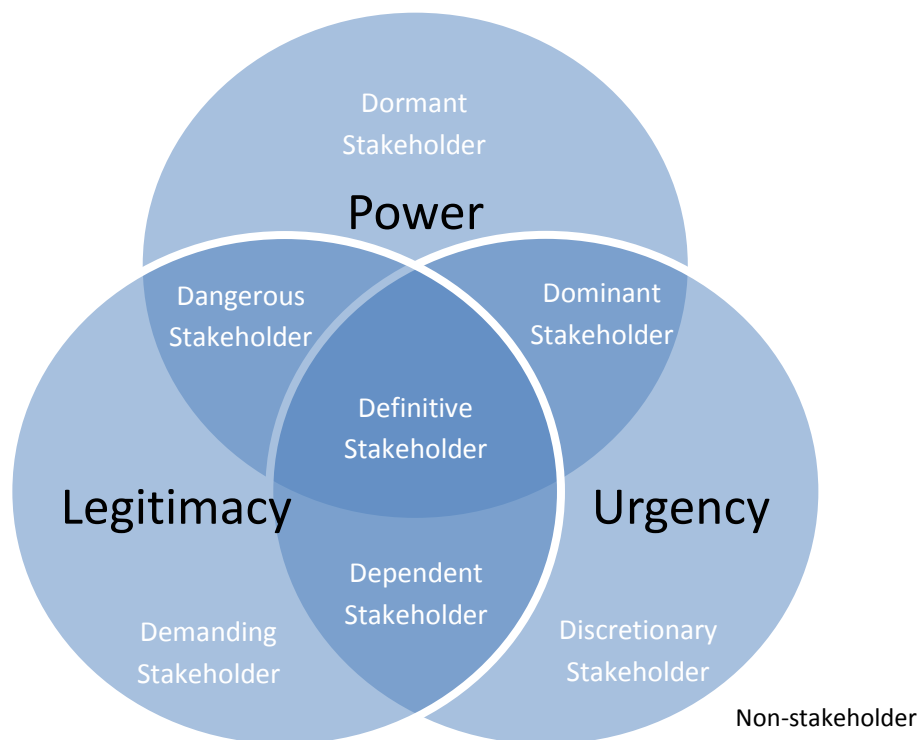 Dormant
Stakeholder
Power
Dangerous
Stakeholder
Dominant
Stakeholder
Definitive
Stakeholder
Legitimacy
Urgency
Dependent
Stakeholder
Demanding
Stakeholder
Discretionary
Stakeholder
Non-stakeholder